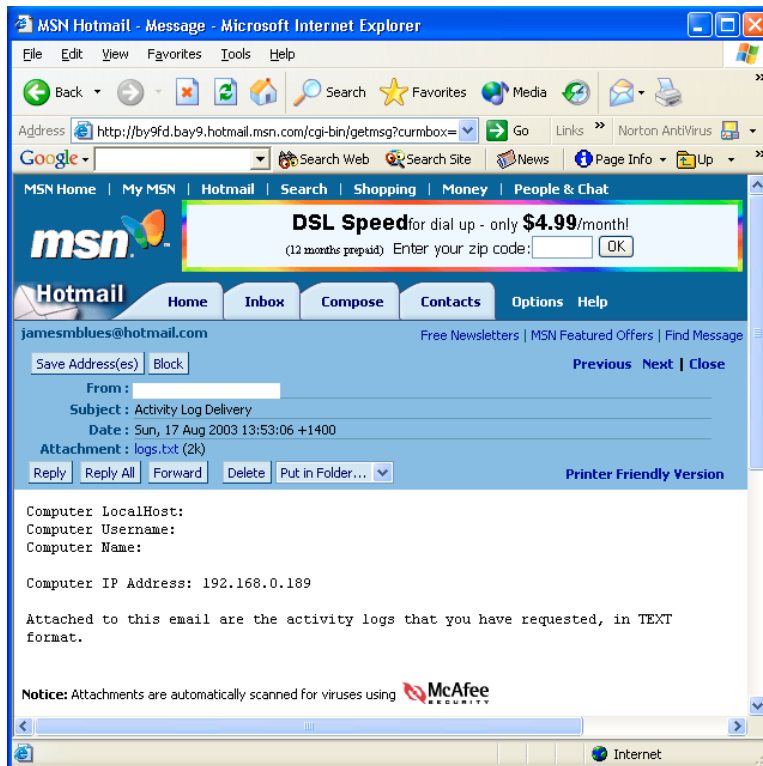 MSN Hotmail - Message - Microsoft Internet Explorer
File Edit View Favorites Tools Help
Back Search Favorites Media »
Address http://by9fd.bay9.hotmail.msn.com/cgi-bin/getmsg?curmbox= Go Links » Norton AntiVirus
Google Search Web Search Site News Page Info Up »
MSN Home | My MSN | Hotmail | Search | Shopping | Money | People & Chat
msn
DSL Speed for dial up - only $4.99/month!
(12 months prepaid) Enter your zip code: OK
Hotmail Home Inbox Compose Contacts Options Help
jamesmblues@hotmail.com Free Newsletters | MSN Featured Offers | Find Message
Save Address(es) Block Previous Next | Close
From :
Subject : Activity Log Delivery
Date : Sun, 17 Aug 2003 13:53:06 +1400
Attachment : logs.txt (2k)
Reply Reply All Forward Delete Put in Folder... Printer Friendly Version
Computer LocalHost:
Computer Username:
Computer Name:
Computer IP Address: 192.168.0.189
Attached to this email are the activity logs that you have requested, in TEXT
format.
Notice: Attachments are automatically scanned for viruses using McAfee
SECURITY
Internet